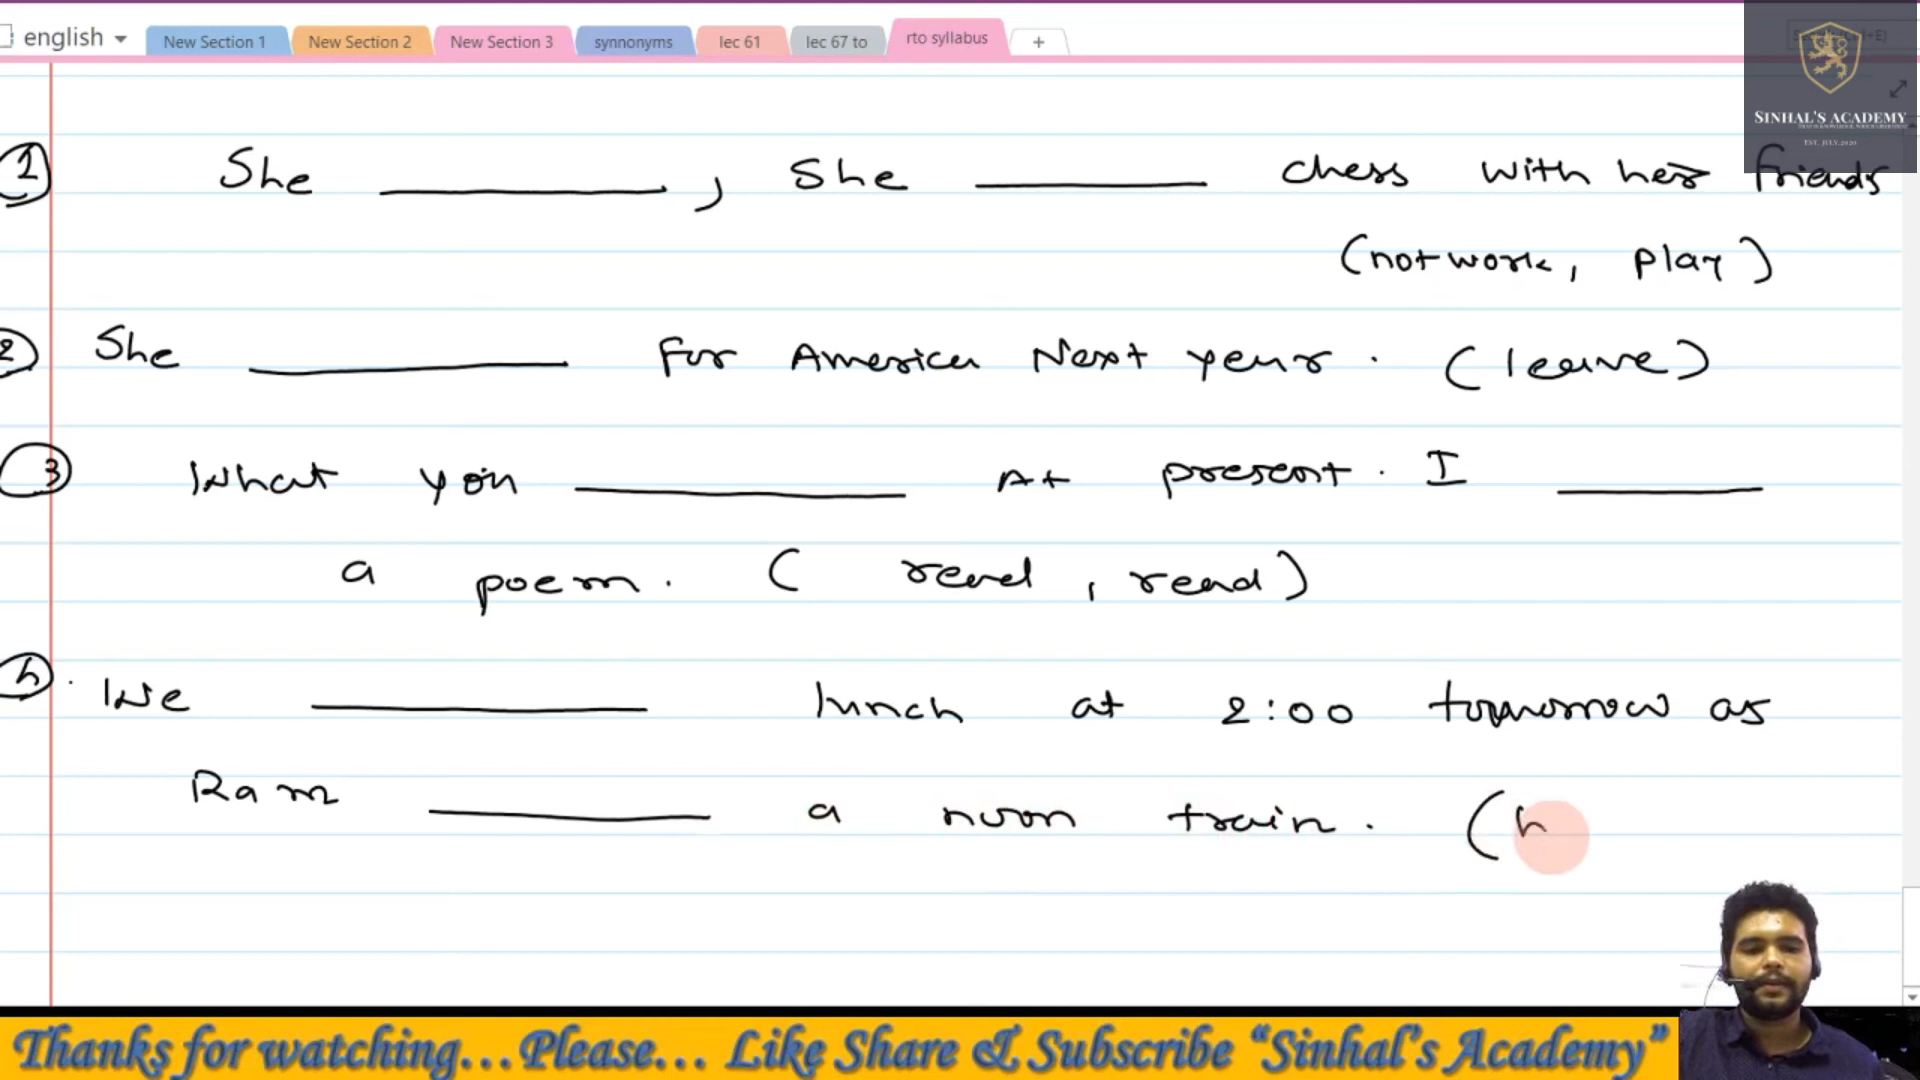 english
New Section 1
New Section 2
New Section 3
synnonyms
lec 61
lec 67 to
rto syllabus
+
SINHAL'S ACADEMY
EST. JULY,2020
1 She ________ , She ________ chess with her friends
(not work, play)
2 She ________ For America Next year. (leave)
3 What you ________ At present. I ________
a poem. ( read , read)
4. We ________ lunch at 2:00 tomorrow as
Ram ________ a noon train. (h
Thanks for watching... Please... Like Share & Subscribe "Sinhal's Academy"